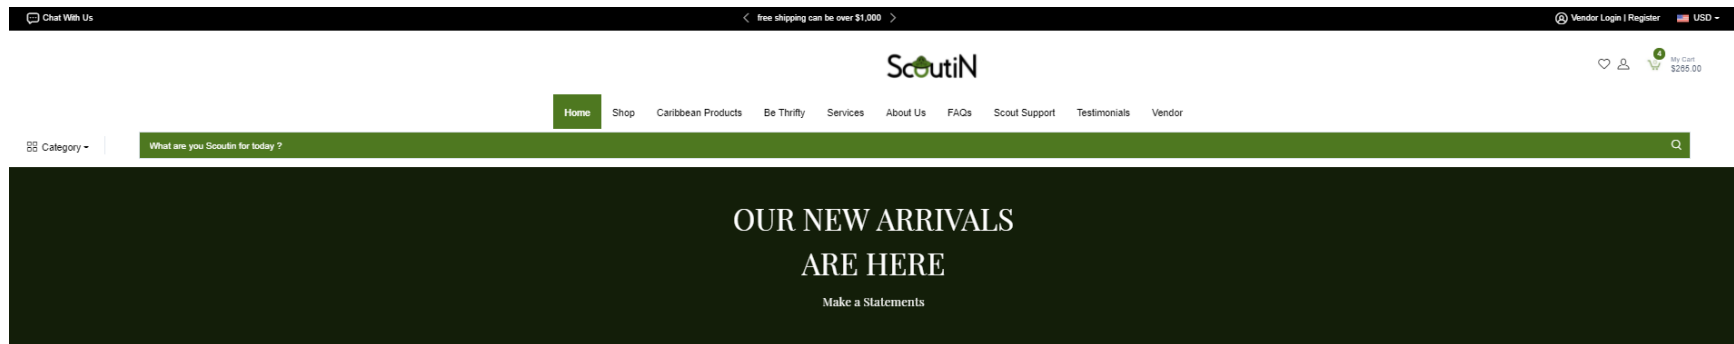 Chat With Us
free shipping can be over $1,000
Vendor Login | Register
USD
ScoutiN
4
My Cart
$265.00
Home Shop Caribbean Products Be Thrifty Services About Us FAQs Scout Support Testimonials Vendor
Category
What are you Scoutin for today ?
OUR NEW ARRIVALS
ARE HERE
Make a Statements